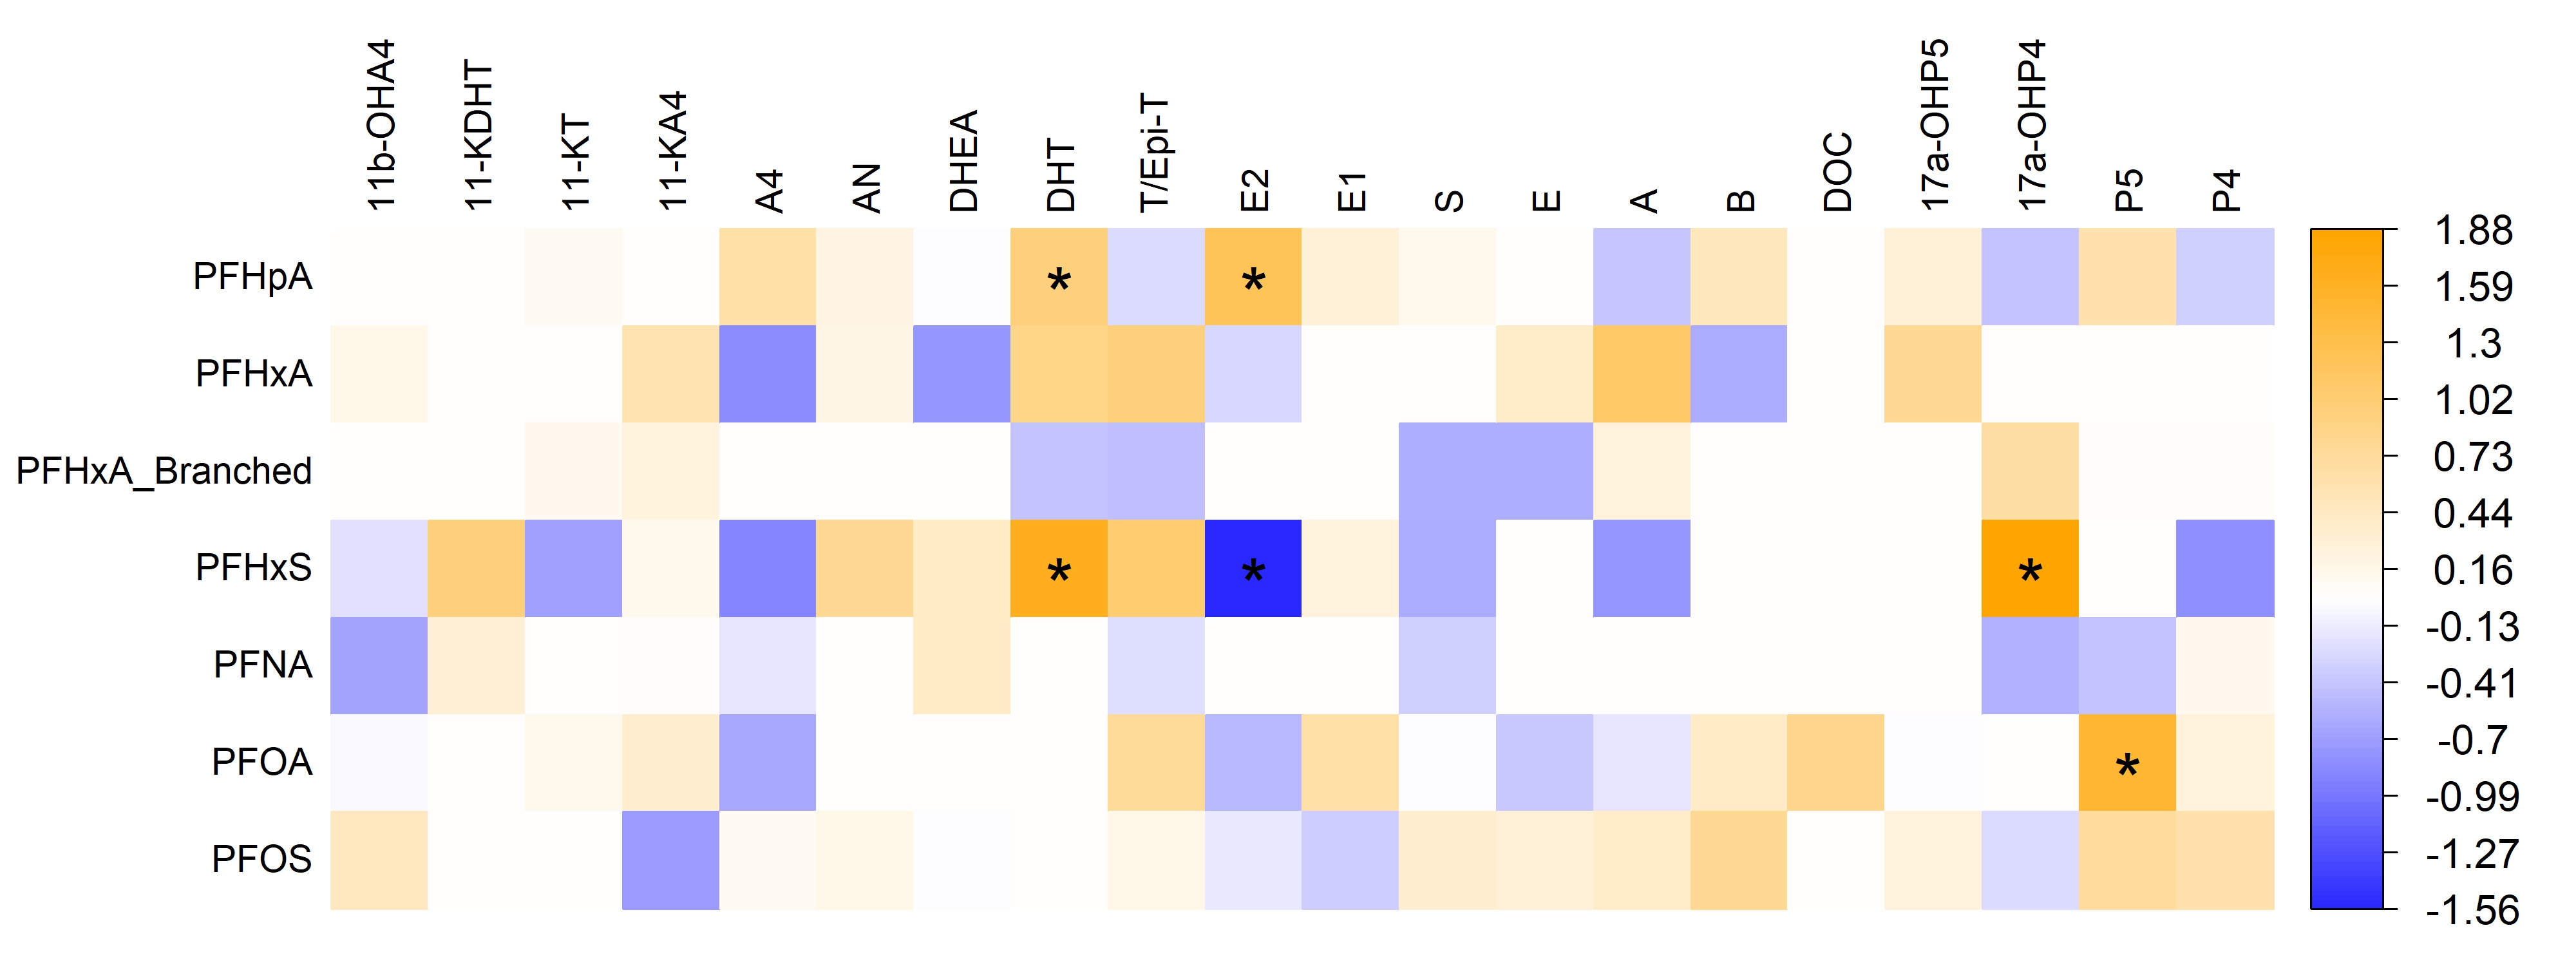 11b-OHA4
11-KDHT
11-KT
11-KA4
A4
AN
DHEA
DHT
T/Epi-T
E2
E1
S
E
A
B
DOC
17a-OHP5
17a-OHP4
P5
P4
PFHpA
* *
PFHxA
PFHxA_Branched
PFHxS
* * *
PFNA
PFOA
*
PFOS
1.88
1.59
1.3
1.02
0.73
0.44
0.16
-0.13
-0.41
-0.7
-0.99
-1.27
-1.56